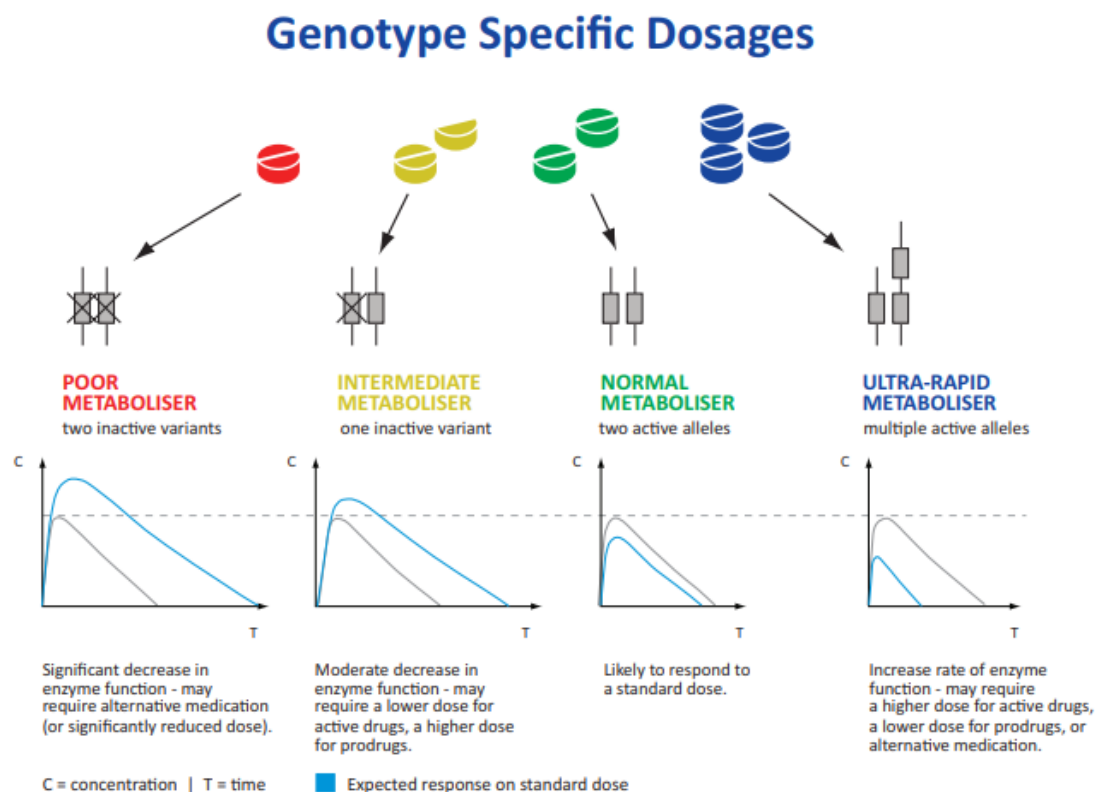 Genotype Specific Dosages
POOR
METABOLISER
two inactive variants
INTERMEDIATE
METABOLISER
one inactive variant
NORMAL
METABOLISER
two active alleles
ULTRA-RAPID
METABOLISER
multiple active alleles
C
T
C
T
C
T
C
T
Significant decrease in
enzyme function - may
require alternative medication
(or significantly reduced dose).
Moderate decrease in
enzyme function - may
require a lower dose for
active drugs, a higher dose
for prodrugs.
Likely to respond to
a standard dose.
Increase rate of enzyme
function - may require
a higher dose for active drugs,
a lower dose for prodrugs, or
alternative medication.
C = concentration | T = time
Expected response on standard dose